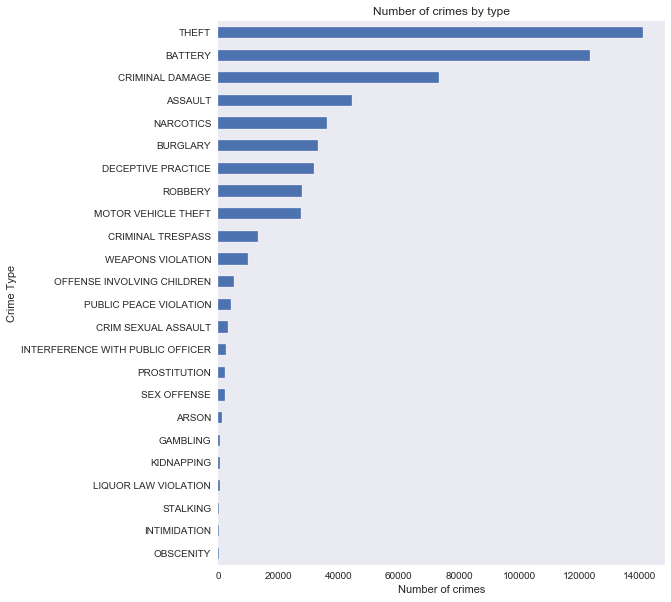 Number of crimes by type
THEFT
BATTERY
CRIMINAL DAMAGE
ASSAULT
NARCOTICS
BURGLARY
DECEPTIVE PRACTICE
ROBBERY
MOTOR VEHICLE THEFT
CRIMINAL TRESPASS
WEAPONS VIOLATION
OFFENSE INVOLVING CHILDREN
PUBLIC PEACE VIOLATION
CRIM SEXUAL ASSAULT
INTERFERENCE WITH PUBLIC OFFICER
PROSTITUTION
SEX OFFENSE
ARSON
GAMBLING
KIDNAPPING
LIQUOR LAW VIOLATION
STALKING
INTIMIDATION
OBSCENITY
Crime Type
0 20000 40000 60000 80000 100000 120000 140000
Number of crimes